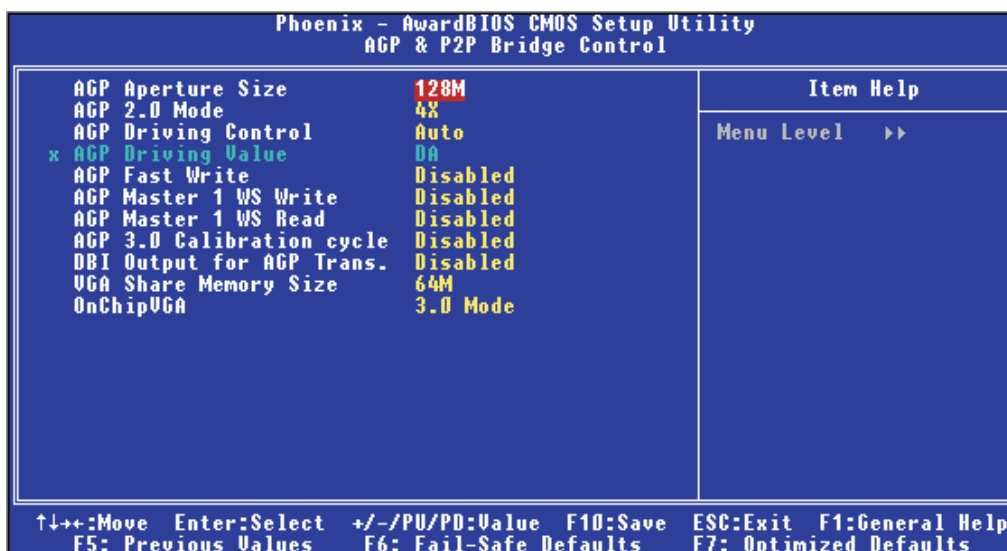 Phoenix - AwardBIOS CMOS Setup Utility
AGP & P2P Bridge Control
AGP Aperture Size 128M
AGP 2.0 Mode 4X
AGP Driving Control Auto
x AGP Driving Value DA
AGP Fast Write Disabled
AGP Master 1 WS Write Disabled
AGP Master 1 WS Read Disabled
AGP 3.0 Calibration cycle Disabled
DBI Output for AGP Trans. Disabled
VGA Share Memory Size 64M
OnChipVGA 3.0 Mode
Item Help
Menu Level ▸▸
↑↓→←:Move Enter:Select +/-/PU/PD:Value F10:Save ESC:Exit F1:General Help
F5: Previous Values F6: Fail-Safe Defaults F7: Optimized Defaults